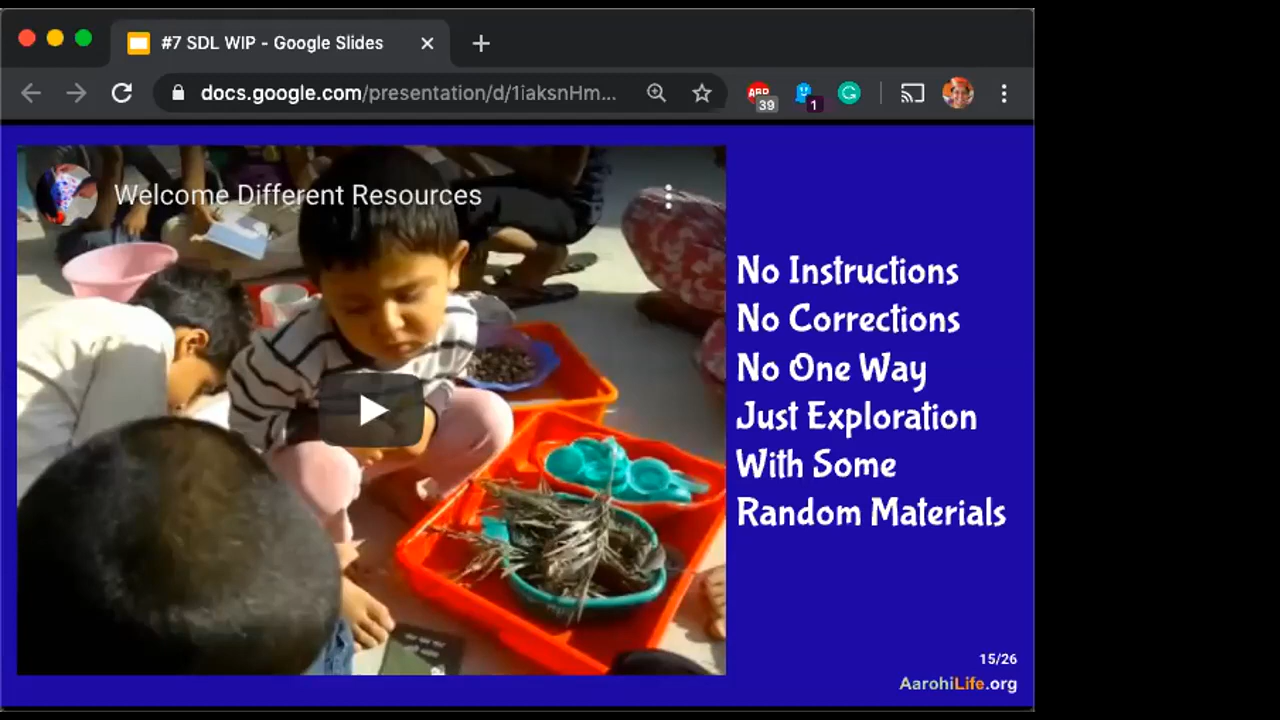 #7 SDL WIP - Google Slides
docs.google.com/presentation/d/1iaksnHm...
ABP
39
1
G
Welcome Different Resources
No Instructions
No Corrections
No One Way
Just Exploration
With Some
Random Materials
15/26
AarohiLife.org